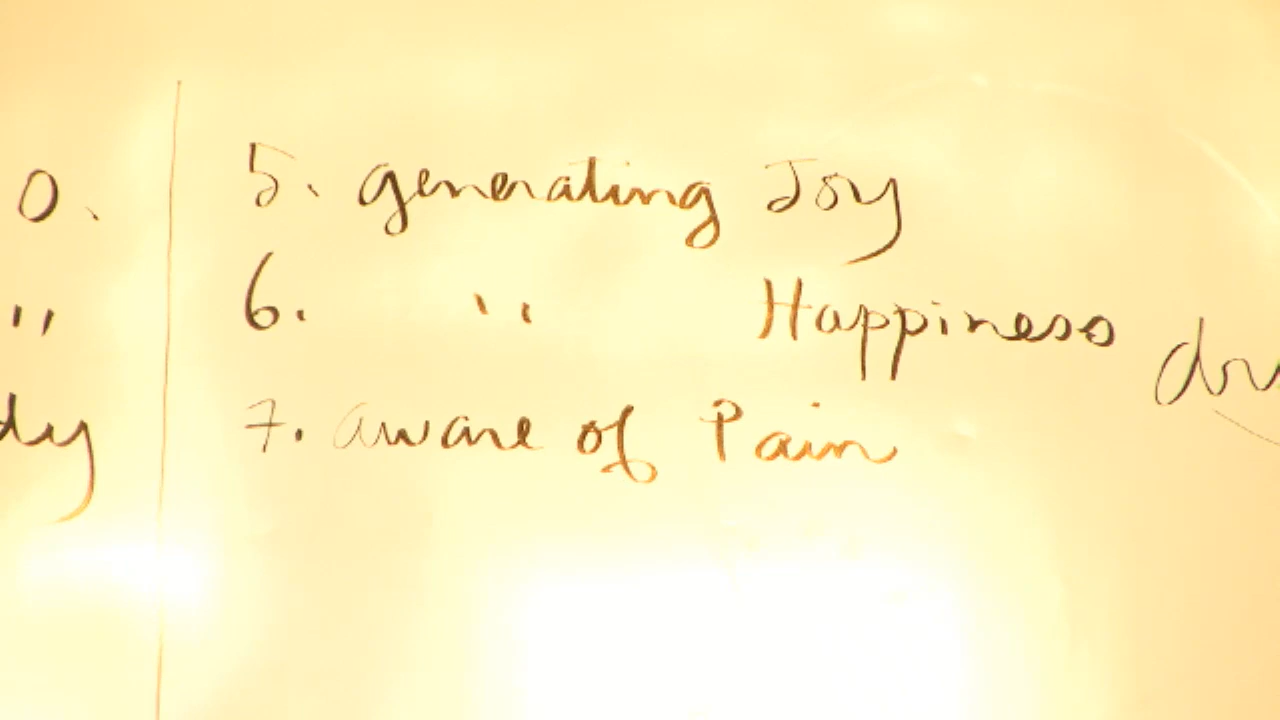 5. generating Joy
6. " Happiness
7. aware of Pain